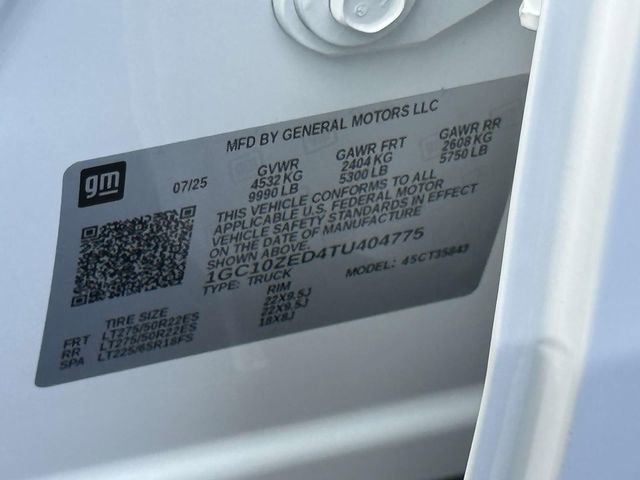 gm
MFD BY GENERAL MOTORS LLC
07/25
GVWR GAWR FRT GAWR RR
4532 KG 2404 KG 2608 KG
9990 LB 5300 LB 5750 LB
THIS VEHICLE CONFORMS TO ALL
APPLICABLE U.S. FEDERAL MOTOR
VEHICLE SAFETY STANDARDS IN EFFECT
ON THE DATE OF MANUFACTURE
SHOWN ABOVE.
1GC10ZED4TU404775
TYPE: TRUCK MODEL: 4SCT35843
TIRE SIZE RIM
FRT LT275/50R22ES 22X9.5J
RR LT275/50R22ES 22X9.5J
SPA LT225/65R18FS 18X8J